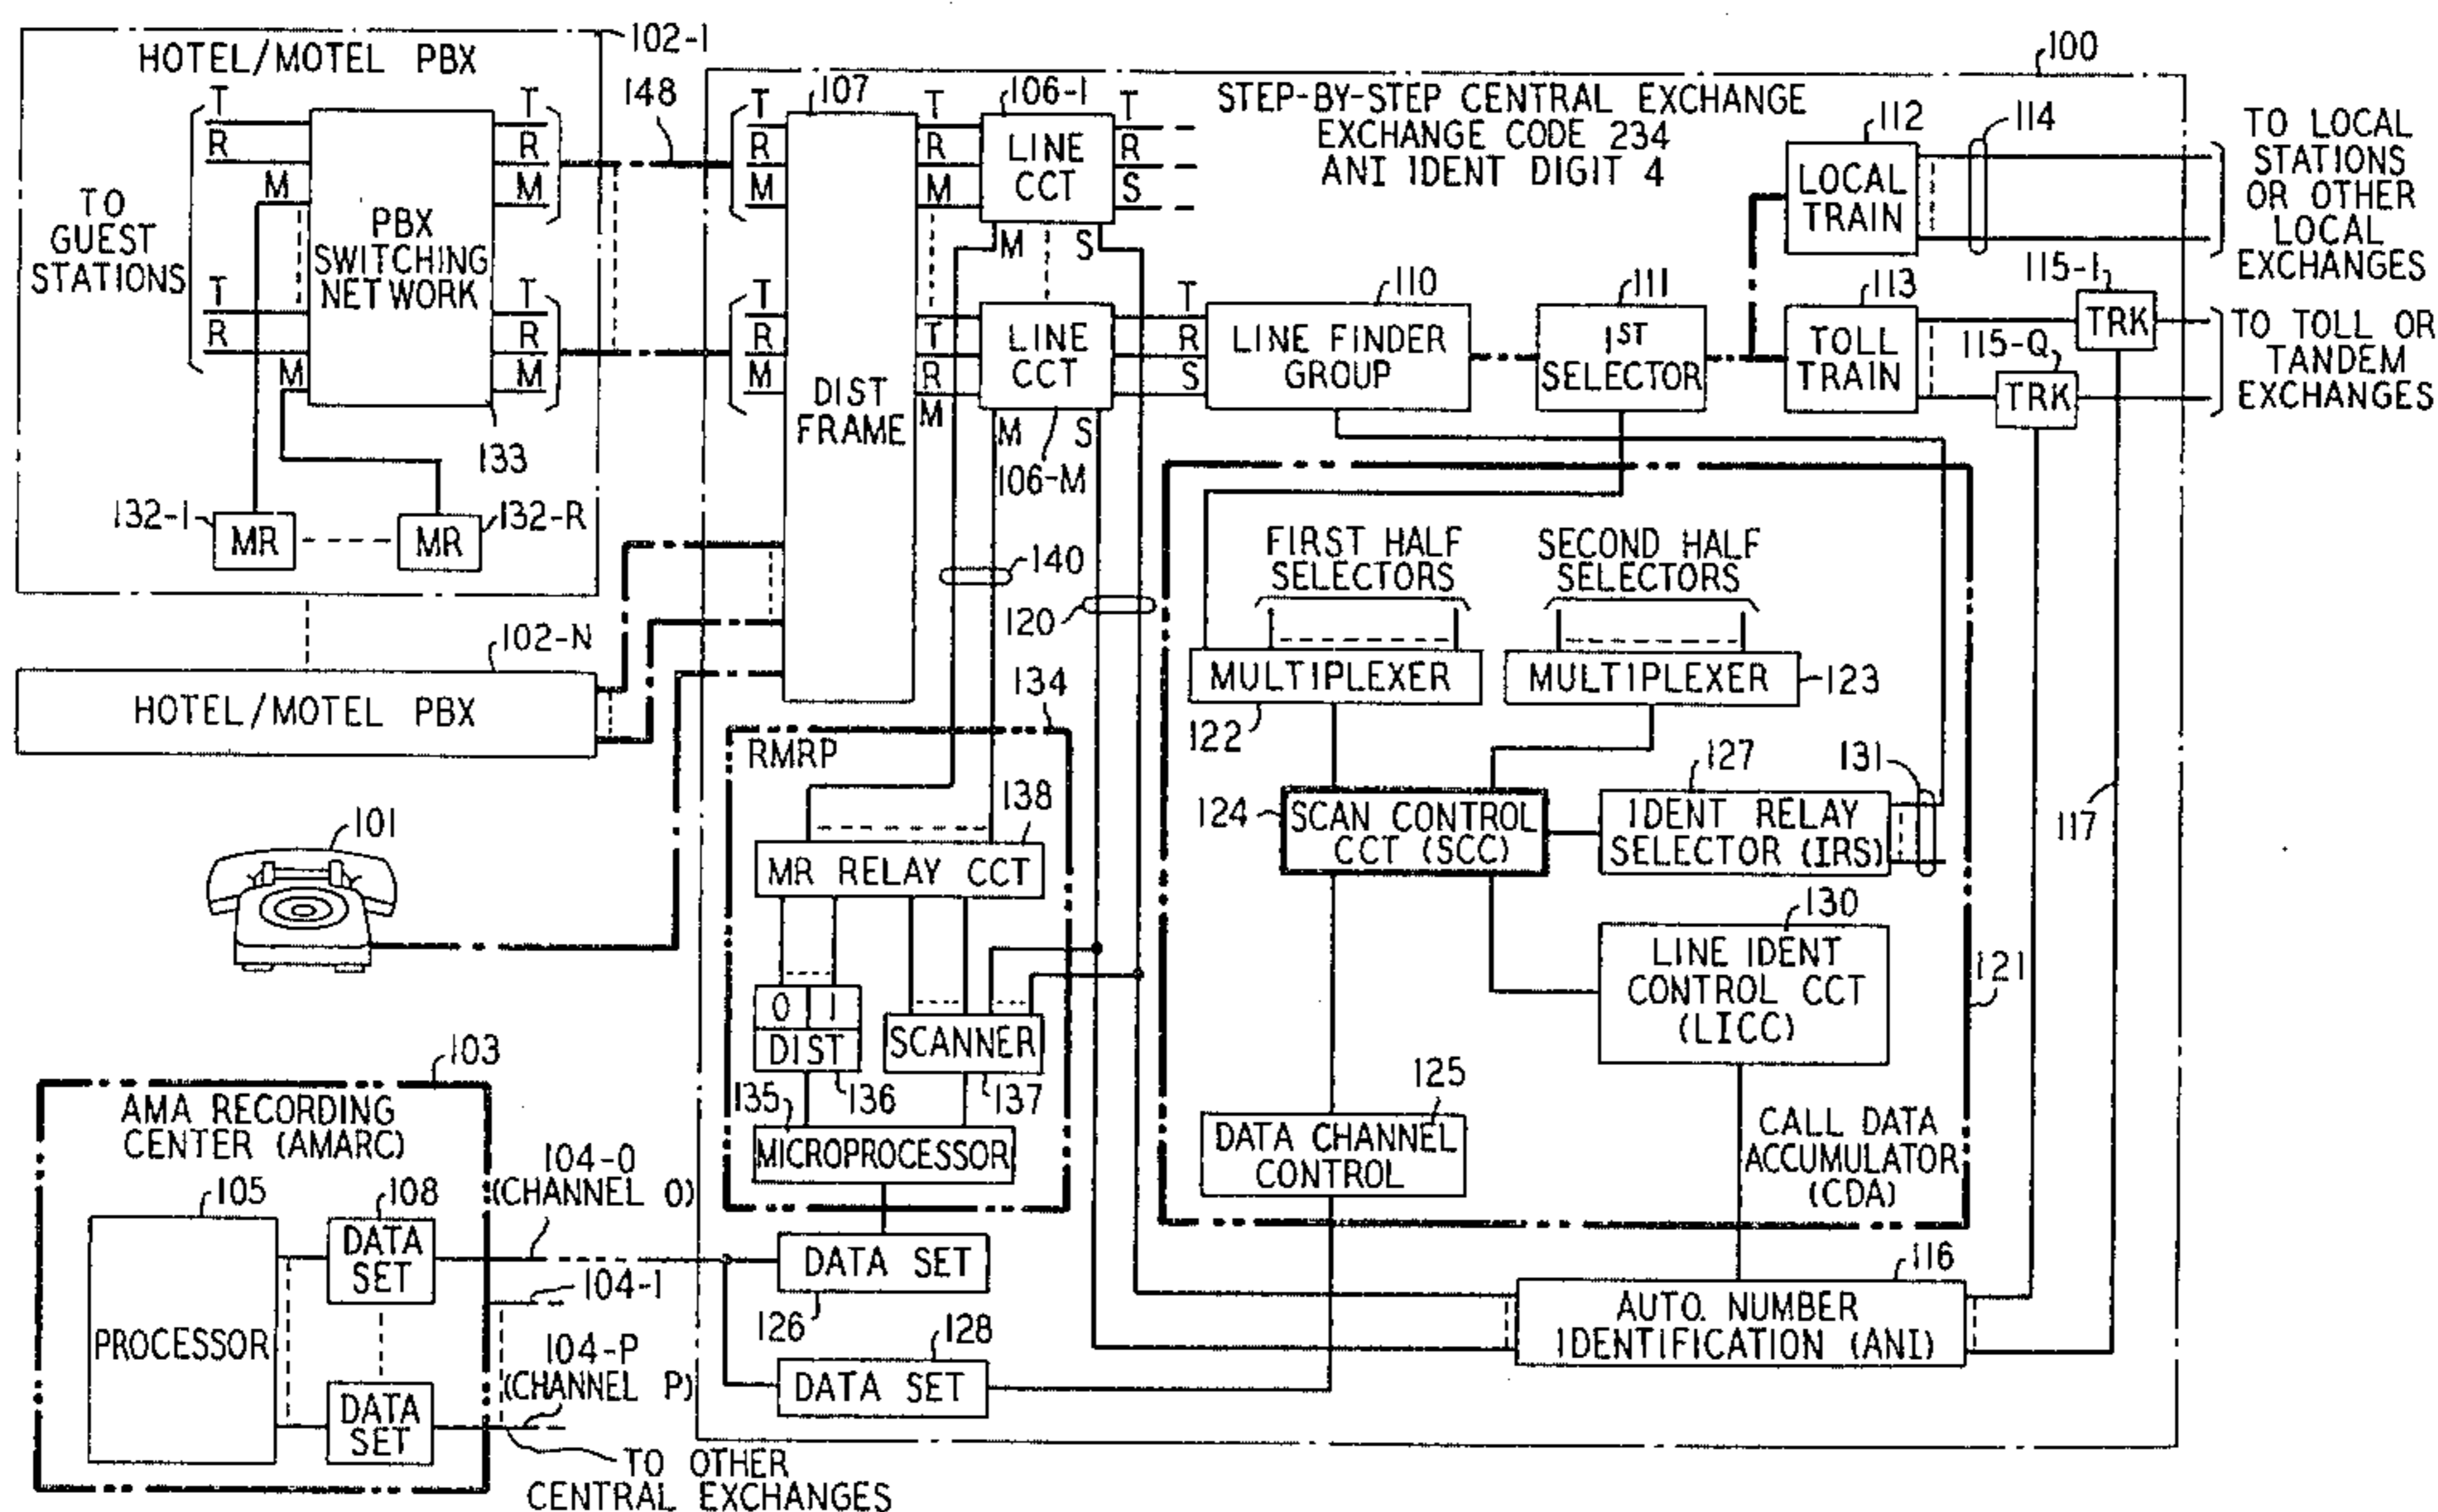 HOTEL/MOTEL PBX
102-1
T
R
M
TO
GUEST
STATIONS
T
R
M
PBX
SWITCHING
NETWORK
T
R
M
T
R
M
133
132-1
MR
MR
132-R
148
102-N
HOTEL/MOTEL PBX
101
100
STEP-BY-STEP CENTRAL EXCHANGE
EXCHANGE CODE 234
ANI IDENT DIGIT 4
T
R
M
T
R
M
107
DIST
FRAME
T
R
M
T
R
M
106-1
LINE
CCT
T
R
S
M
S
LINE
CCT
M
S
106-M
T
R
S
110
LINE FINDER
GROUP
111
1ST
SELECTOR
112
LOCAL
TRAIN
114
113
TOLL
TRAIN
115-1
TRK
115-Q
TRK
TO LOCAL
STATIONS
OR OTHER
LOCAL
EXCHANGES
TO TOLL OR
TANDEM
EXCHANGES
140
120
117
134
RMRP
138
MR RELAY CCT
0
1
DIST
136
SCANNER
137
135
MICROPROCESSOR
FIRST HALF
SELECTORS
SECOND HALF
SELECTORS
MULTIPLEXER
122
MULTIPLEXER
123
124
SCAN CONTROL
CCT (SCC)
127
IDENT RELAY
SELECTOR (IRS)
131
130
LINE IDENT
CONTROL CCT
(LICC)
121
125
DATA CHANNEL
CONTROL
CALL DATA
ACCUMULATOR
(CDA)
116
AUTO. NUMBER
IDENTIFICATION (ANI)
DATA SET
126
128
DATA SET
103
AMA RECORDING
CENTER (AMARC)
105
PROCESSOR
108
DATA
SET
DATA
SET
104-0
(CHANNEL 0)
104-1
104-P
(CHANNEL P)
TO OTHER
CENTRAL EXCHANGES